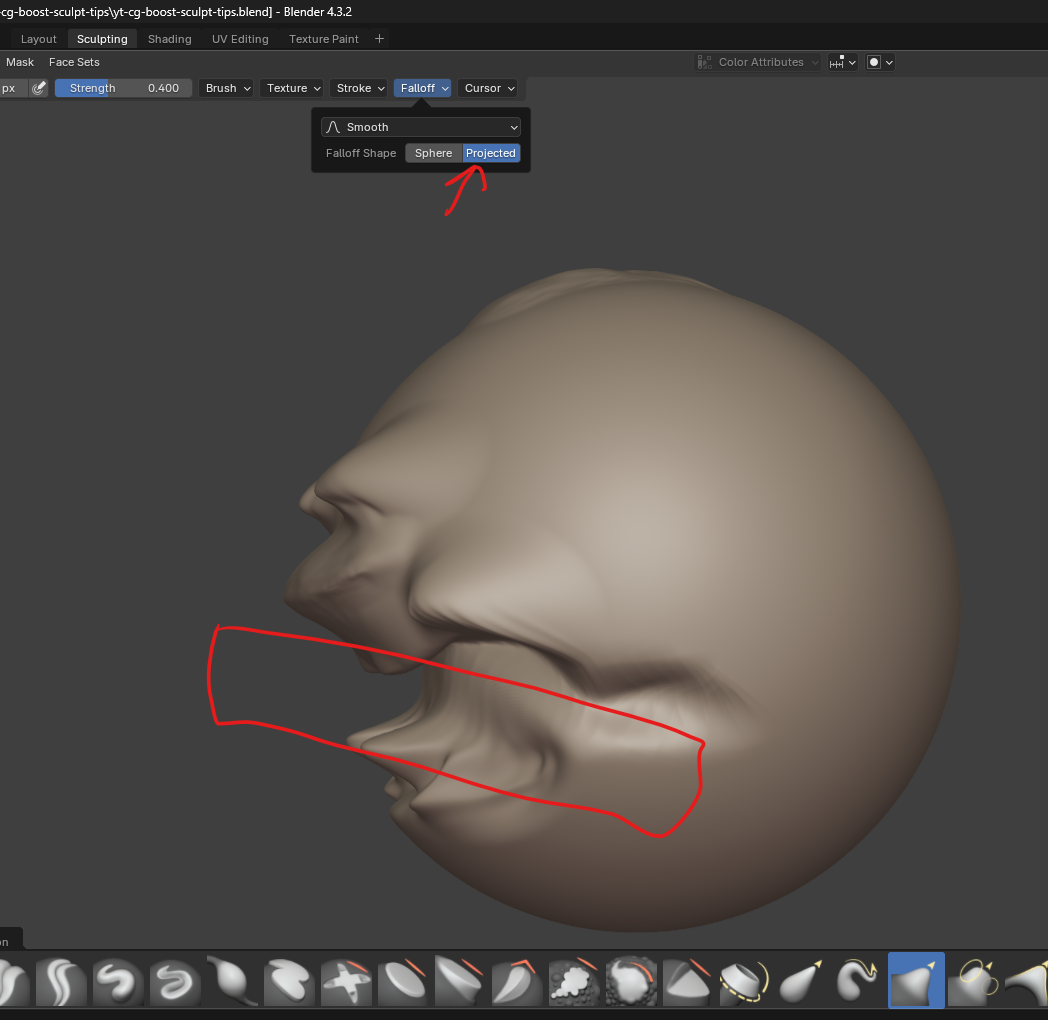 -cg-boost-sculpt-tips\yt-cg-boost-sculpt-tips.blend] - Blender 4.3.2
Layout Sculpting Shading UV Editing Texture Paint +
Mask Face Sets Color Attributes
px Strength 0.400 Brush Texture Stroke Falloff Cursor
Smooth
Falloff Shape Sphere Projected
on